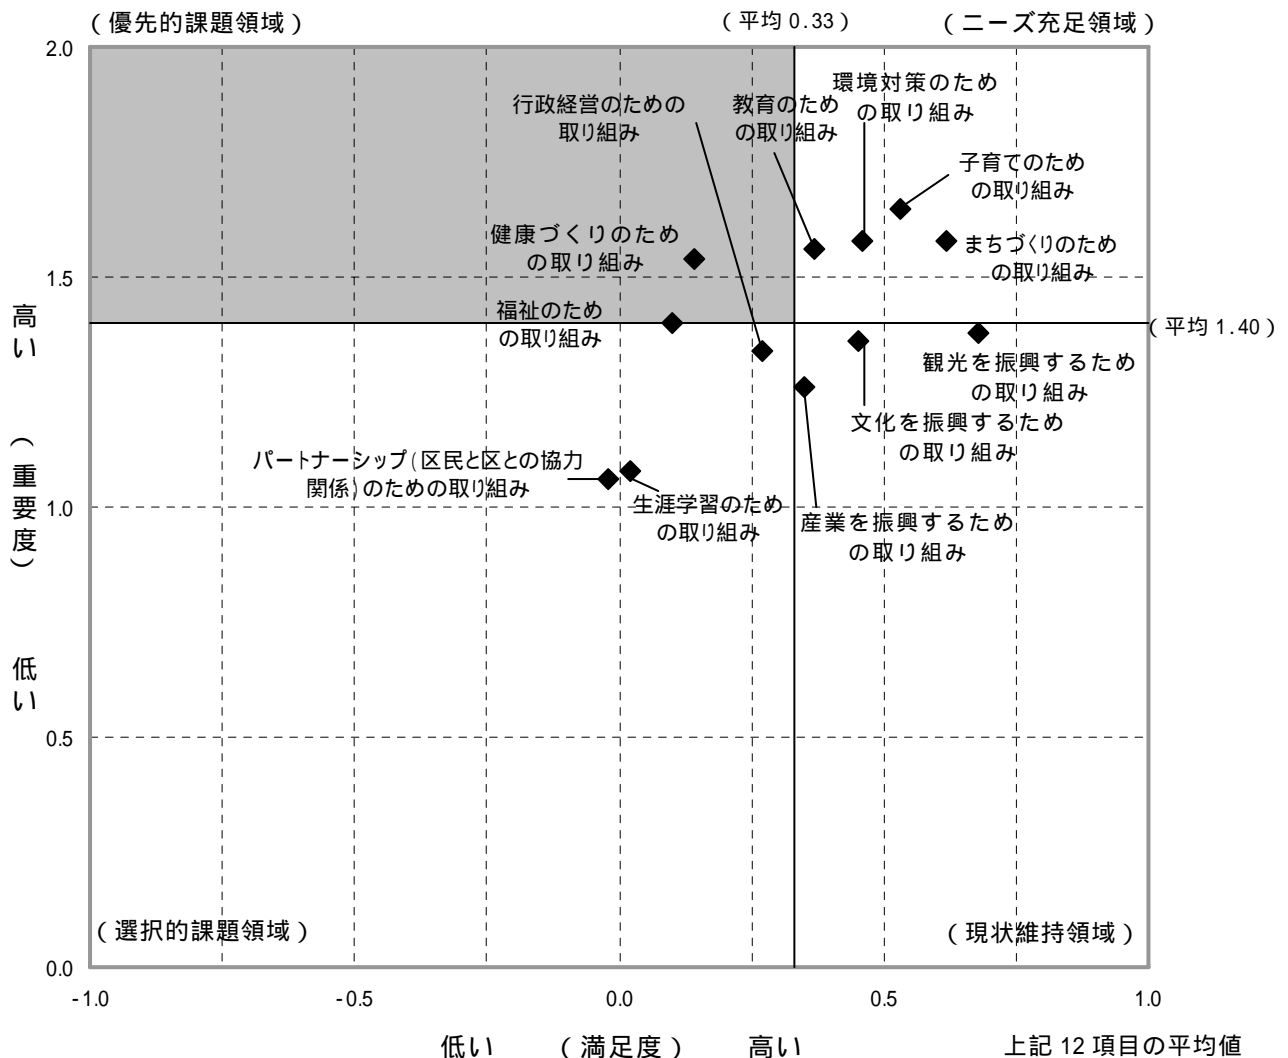 (優先的課題領域)
(平均 0.33)
(ニーズ充足領域)
2.0
行政経営のための
取り組み
教育のため
の取り組み
環境対策のため
の取り組み
子育てのため
の取り組み
健康づくりのため
の取り組み
まちづくりのため
の取り組み
1.5
福祉のため
の取り組み
(平均 1.40)
観光を振興するため
の取り組み
文化を振興するため
の取り組み
パートナーシップ(区民と区との協力
関係)のための取り組み
生涯学習のため
の取り組み
産業を振興するため
の取り組み
1.0
高い
(重要度)
低い
0.5
(選択的課題領域)
(現状維持領域)
0.0
-1.0
-0.5
0.0
0.5
1.0
低い (満足度) 高い
上記 12 項目の平均値